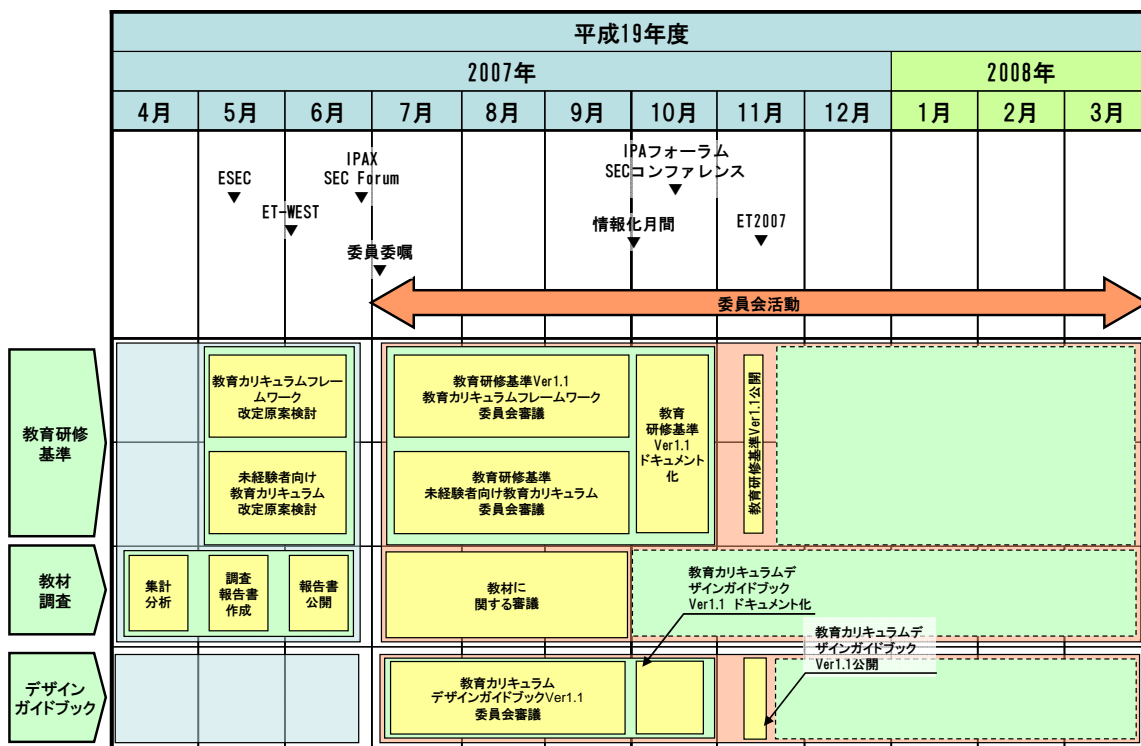 平成19年度
2007年
2008年
4月
5月
6月
7月
8月
9月
10月
11月
12月
1月
2月
3月
ESEC
ET-WEST
IPAX
SEC Forum
委員委嘱
IPAフォーラム
SECコンファレンス
情報化月間
ET2007
委員会活動
教育研修
基準
教育カリキュラムフレー
ムワーク
改定原案検討
未経験者向け
教育カリキュラム
改定原案検討
教育研修基準Ver1.1
教育カリキュラムフレームワーク
委員会審議
教育研修基準
未経験者向け教育カリキュラム
委員会審議
教育
研修基準
Ver1.1
ドキュメント
化
教育研修基準Ver1.1公開
教材
調査
集計
分析
調査
報告書
作成
報告書
公開
教材に
関する審議
教育カリキュラムデ
ザインガイドブック
Ver1.1 ドキュメント化
教育カリキュラムデ
ザインガイドブック
Ver1.1公開
デザイン
ガイドブック
教育カリキュラム
デザインガイドブックVer1.1
委員会審議